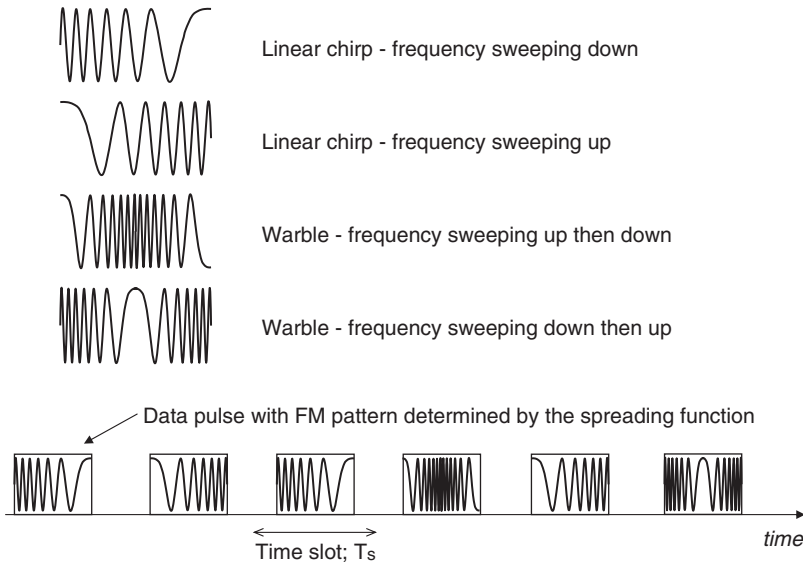 Linear chirp - frequency sweeping down
Linear chirp - frequency sweeping up
Warble - frequency sweeping up then down
Warble - frequency sweeping down then up
Data pulse with FM pattern determined by the spreading function
Time slot; Ts
time